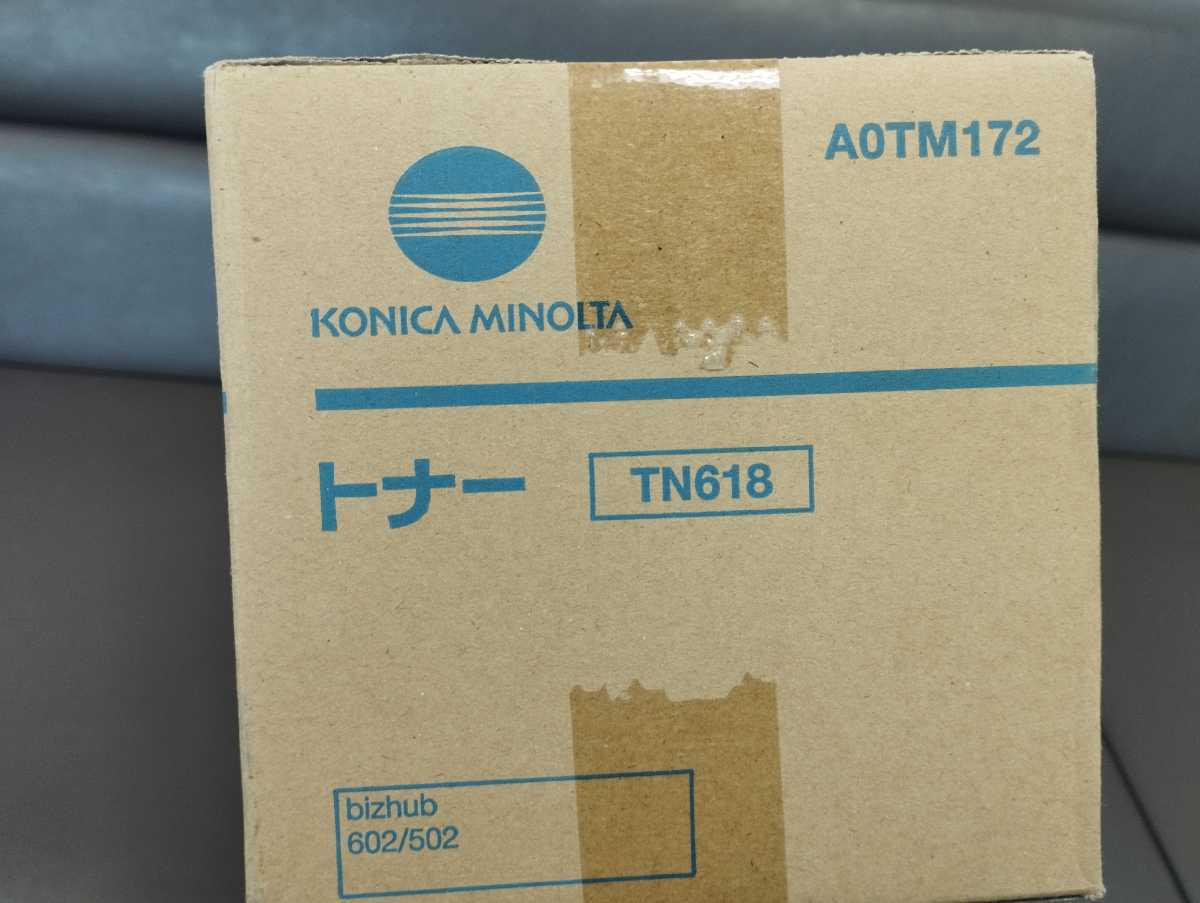 A0TM172
KONICA MINOLTA
トナー
TN618
bizhub
602/502